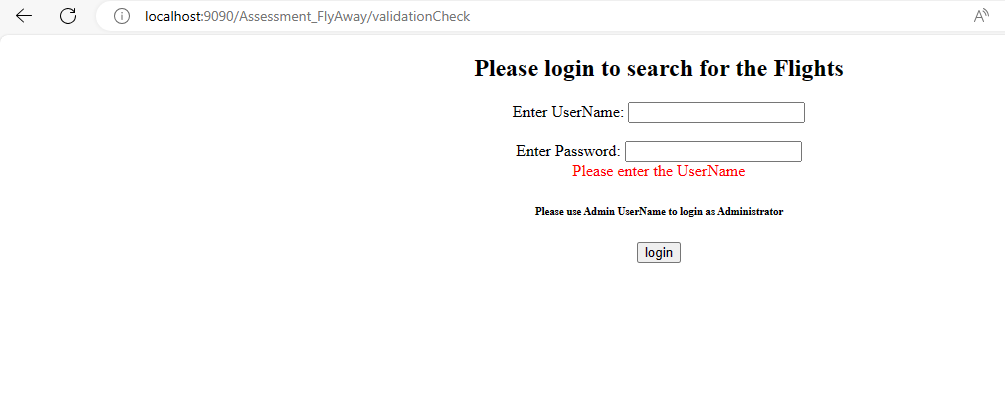 localhost:9090/Assessment_FlyAway/validationCheck
Please login to search for the Flights
Enter UserName:
Enter Password:
Please enter the UserName
Please use Admin UserName to login as Administrator
login